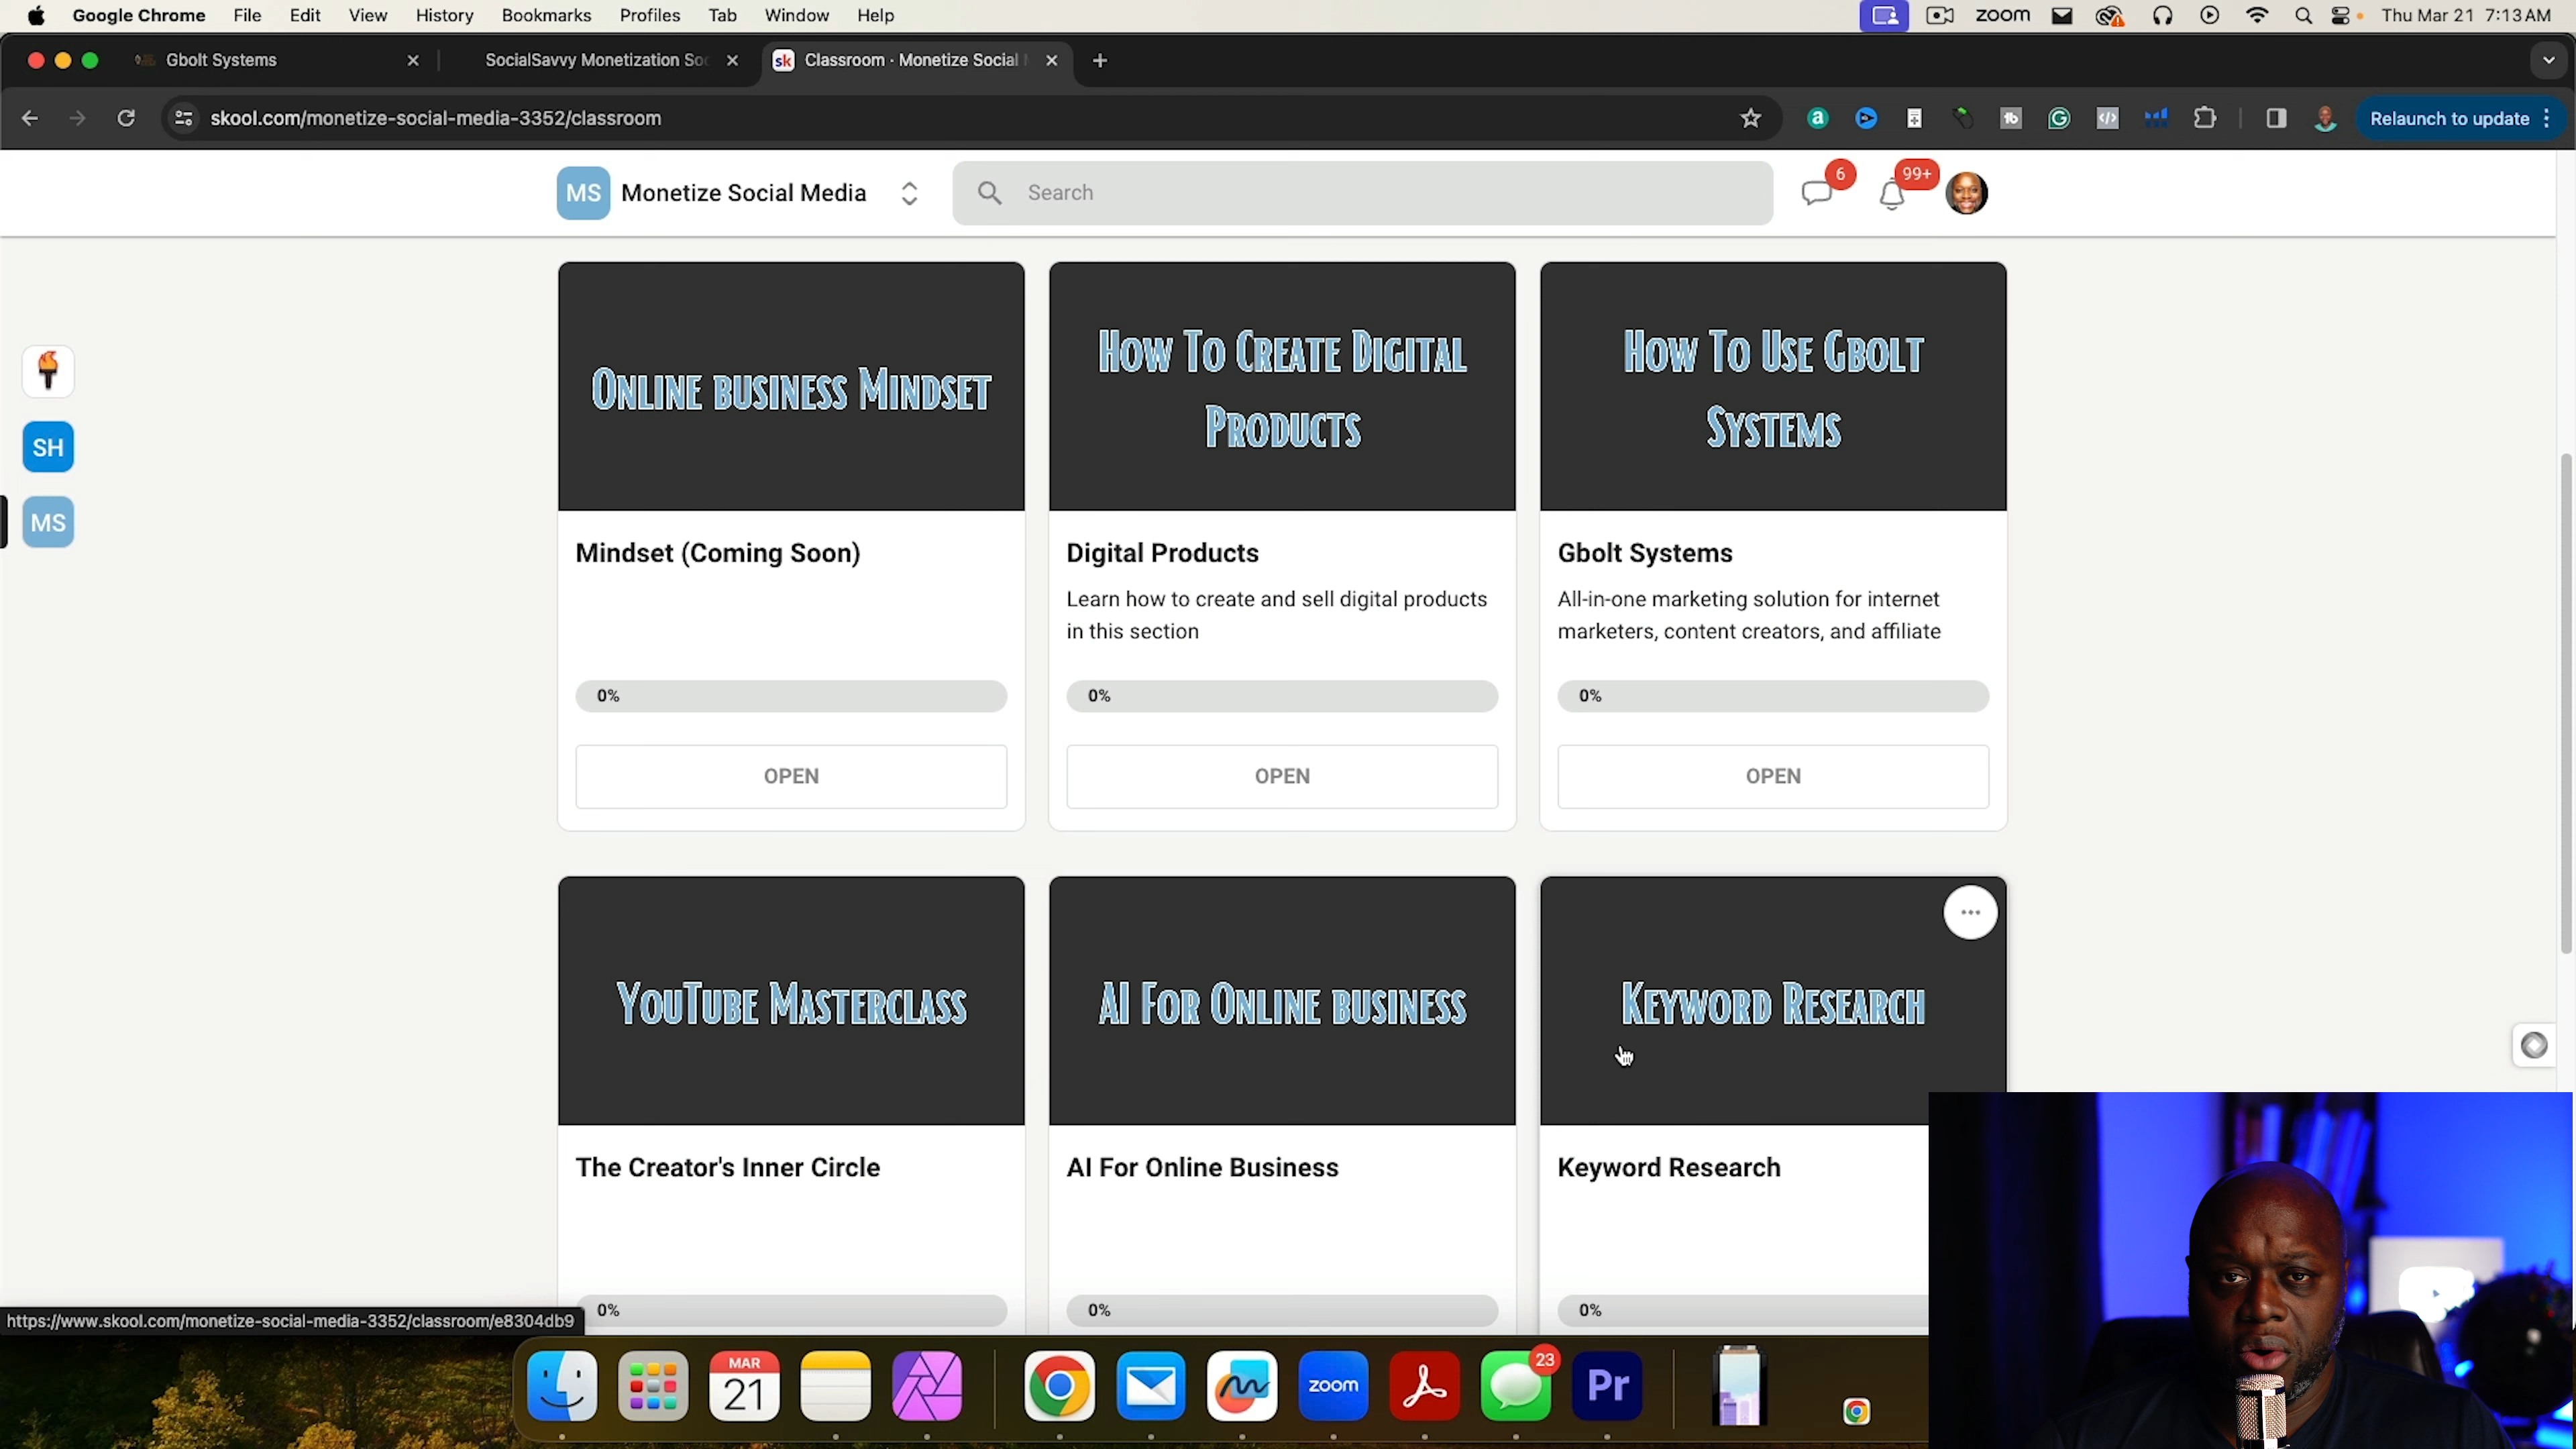 Google Chrome File Edit View History Bookmarks Profiles Tab Window Help zoom Thu Mar 21 7:13 AM
Gbolt Systems SocialSavvy Monetization Soc sk Classroom · Monetize Social
skool.com/monetize-social-media-3352/classroom Relaunch to update
MS Monetize Social Media Search 6 99+
SH
MS
Online business Mindset
How To Create Digital
Products
How To Use Gbolt
Systems
Mindset (Coming Soon)
Digital Products
Learn how to create and sell digital products
in this section
Gbolt Systems
All-in-one marketing solution for internet
marketers, content creators, and affiliate
0% 0% 0%
OPEN OPEN OPEN
YouTube Masterclass
AI For Online business
Keyword Research
The Creator's Inner Circle
AI For Online Business
Keyword Research
0% 0% 0%
https://www.skool.com/monetize-social-media-3352/classroom/e8304db9
MAR
21
zoom
23
Pr